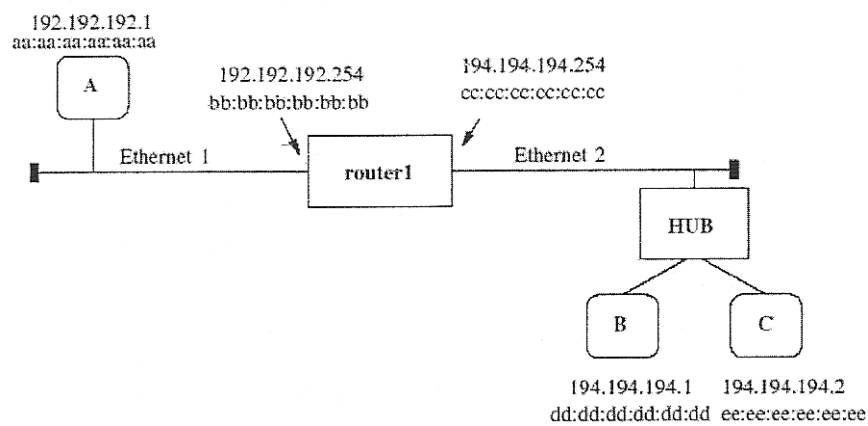 192.192.192.1
aa:aa:aa:aa:aa:aa
A
192.192.192.254
bb:bb:bb:bb:bb:bb
194.194.194.254
cc:cc:cc:cc:cc:cc
Ethernet 1
router1
Ethernet 2
HUB
B
C
194.194.194.1
dd:dd:dd:dd:dd:dd
194.194.194.2
ee:ee:ee:ee:ee:ee